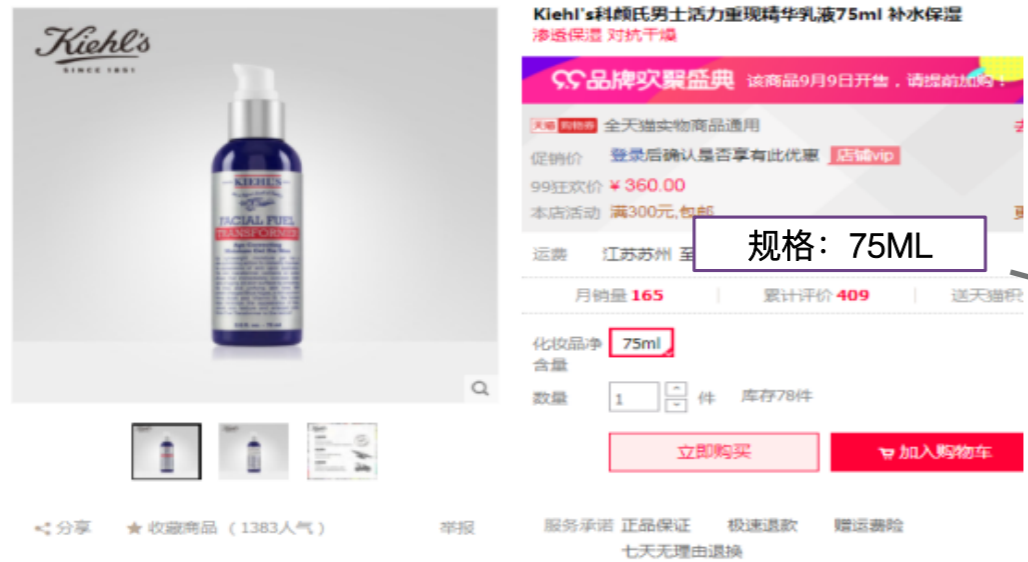 Kiehl's
SINCE 1851
KIEHL'S
FACIAL FUEL
TRANSFORMER
Age Correcting
分享
收藏商品 (1383人气)
举报
Kiehl's科颜氏男士活力重现精华乳液75ml 补水保湿
渗透保湿 对抗干燥
99品牌欢聚盛典 该商品9月9日开售，请提前加购！
天猫 购物券 全天猫实物商品通用
促销价 登录后确认是否享有此优惠 店铺vip
99狂欢价 ¥360.00
本店活动 满300元,包邮
运费 江苏苏州 至
规格：75ML
月销量 165 累计评价 409 送天猫积
化妆品净含量 75ml
数量 1 件 库存78件
立即购买 加入购物车
服务承诺 正品保证 极速退款 赠运费险
七天无理由退换